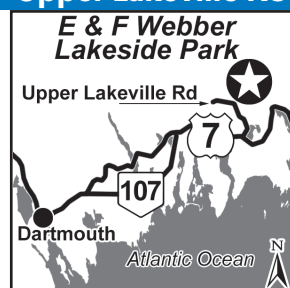 E & F Webber
Lakeside Park
Upper Lakeville Rd
7
107
Dartmouth
Atlantic Ocean
N